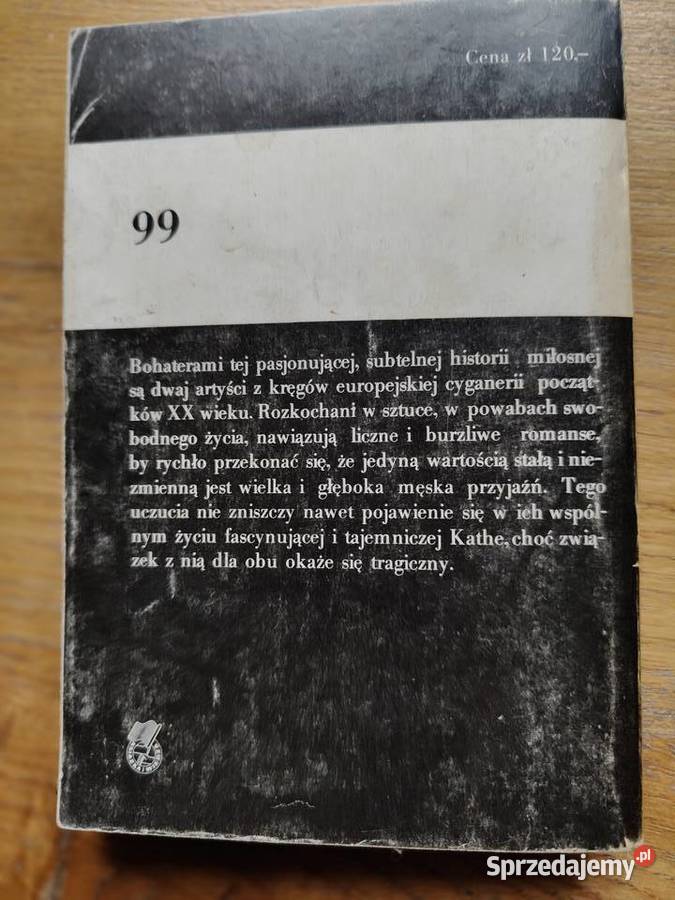 Cena zł 120,–
99
Bohaterami tej pasjonującej, subtelnej historii miłosnej
są dwaj artyści z kręgów europejskiej cyganerii począt-
ków XX wieku. Rozkochani w sztuce, w powabach swo-
bodnego życia, nawiązują liczne i burzliwe romanse,
by rychło przekonać się, że jedyną wartością stałą i nie-
zmienną jest wielka i głęboka męska przyjaźń. Tego
uczucia nie zniszczy nawet pojawienie się w ich wspól-
nym życiu fascynującej i tajemniczej Kathe, choć zwią-
zek z nią dla obu okaże się tragiczny.
Sprzedajemy.pl